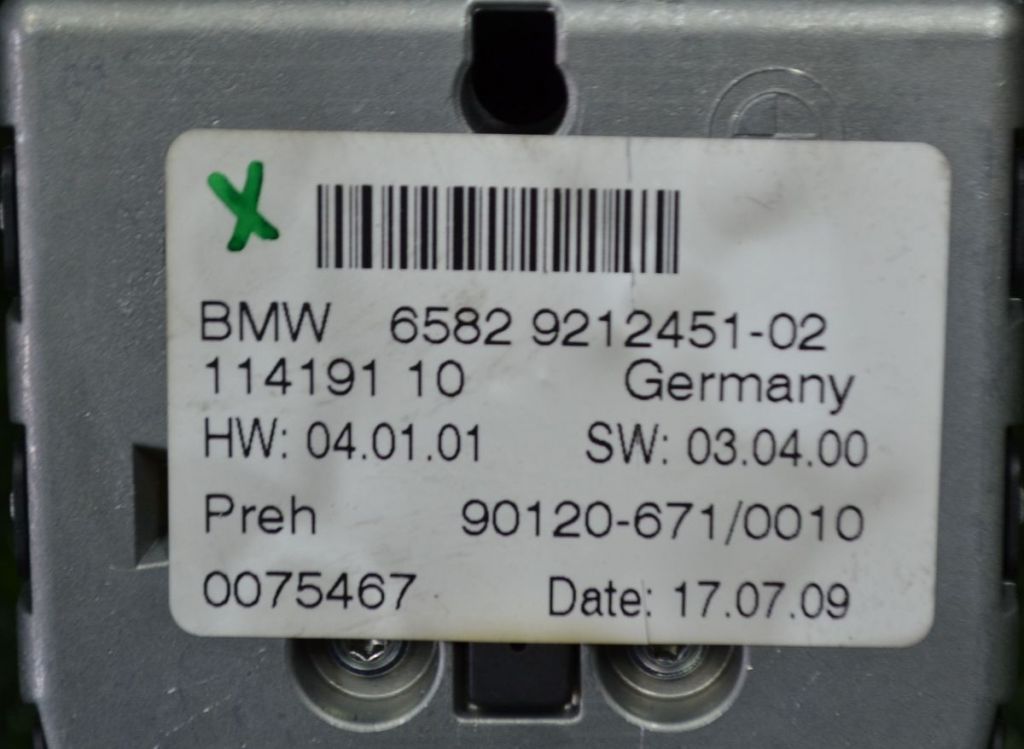 X
BMW 6582 9212451-02
114191 10 Germany
HW: 04.01.01 SW: 03.04.00
Preh 90120-671/0010
0075467 Date: 17.07.09